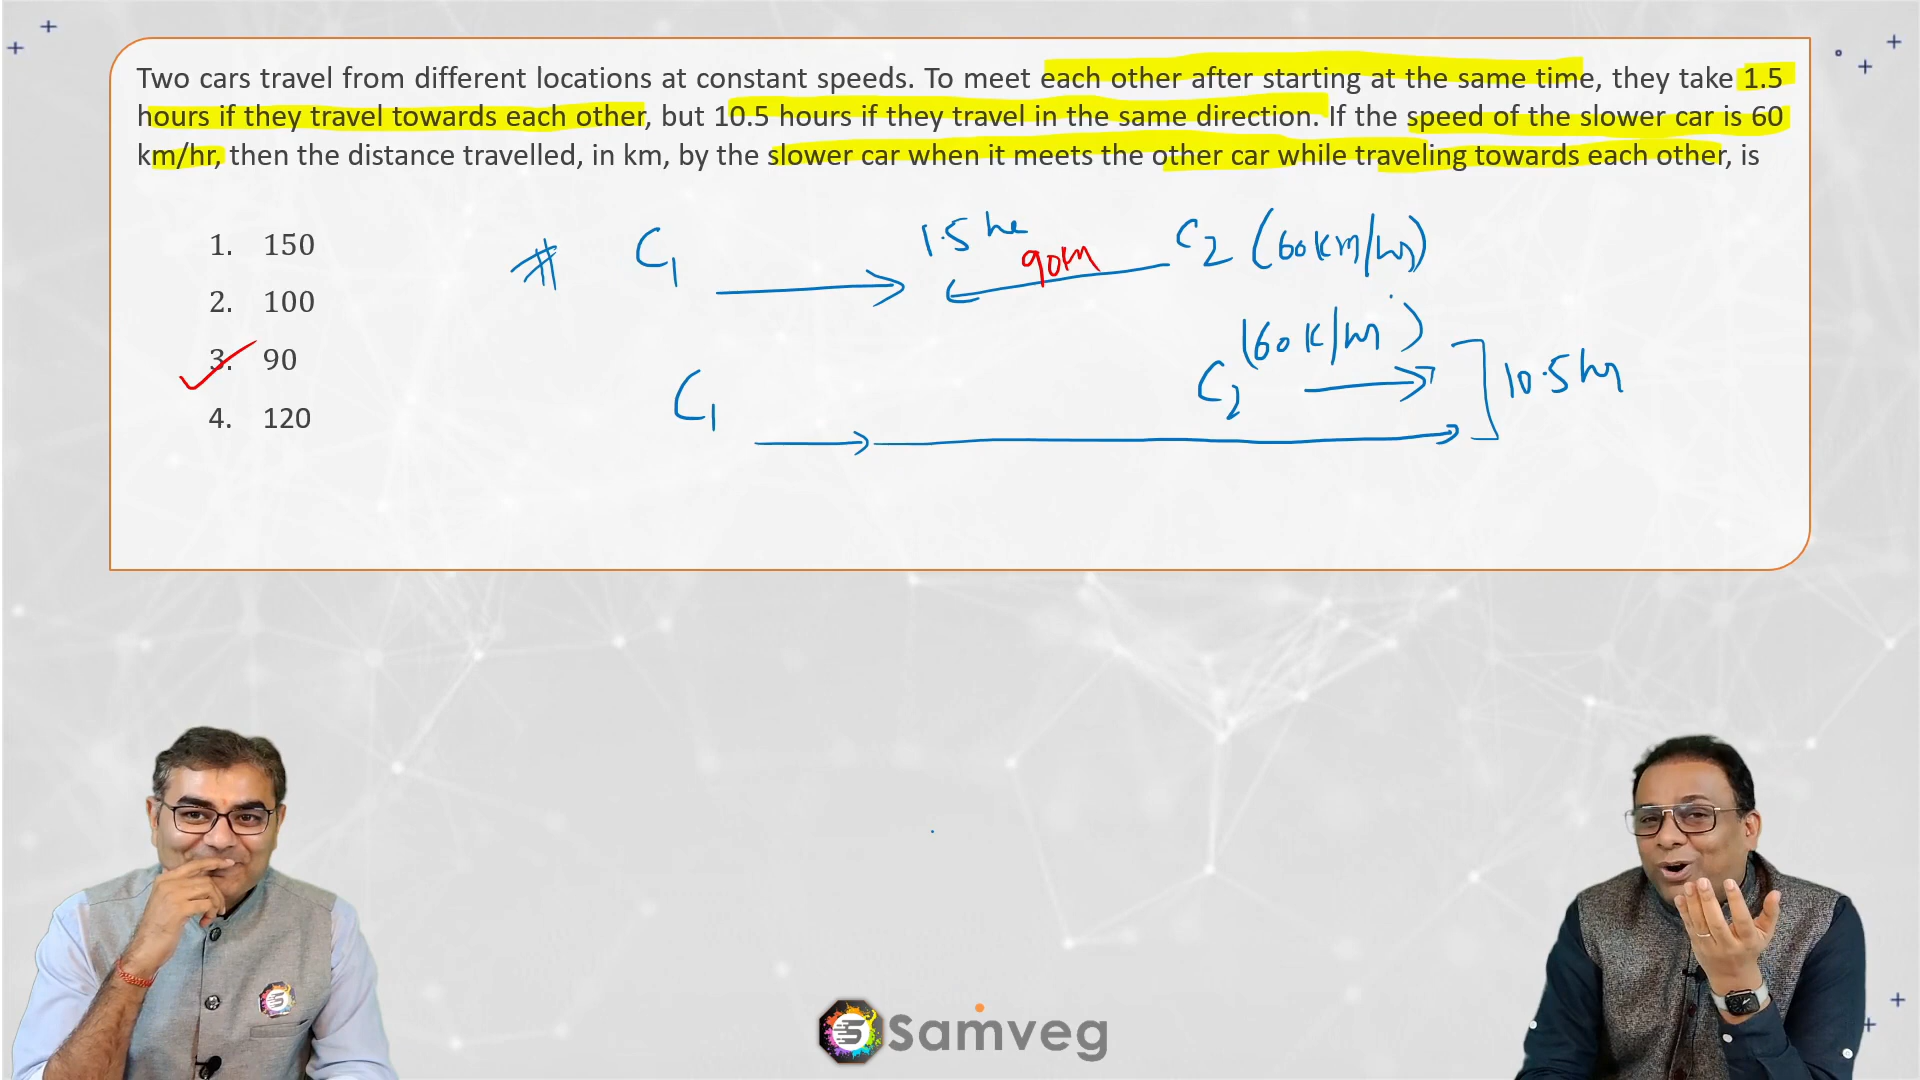 Two cars travel from different locations at constant speeds. To meet each other after starting at the same time, they take 1.5
hours if they travel towards each other, but 10.5 hours if they travel in the same direction. If the speed of the slower car is 60
km/hr, then the distance travelled, in km, by the slower car when it meets the other car while traveling towards each other, is
1. 150
2. 100
3. 90
4. 120
# C1 1.5 hr 90km C2 (60km/hr)
(60k/hr)
C1 C2 10.5hr
S Samveg